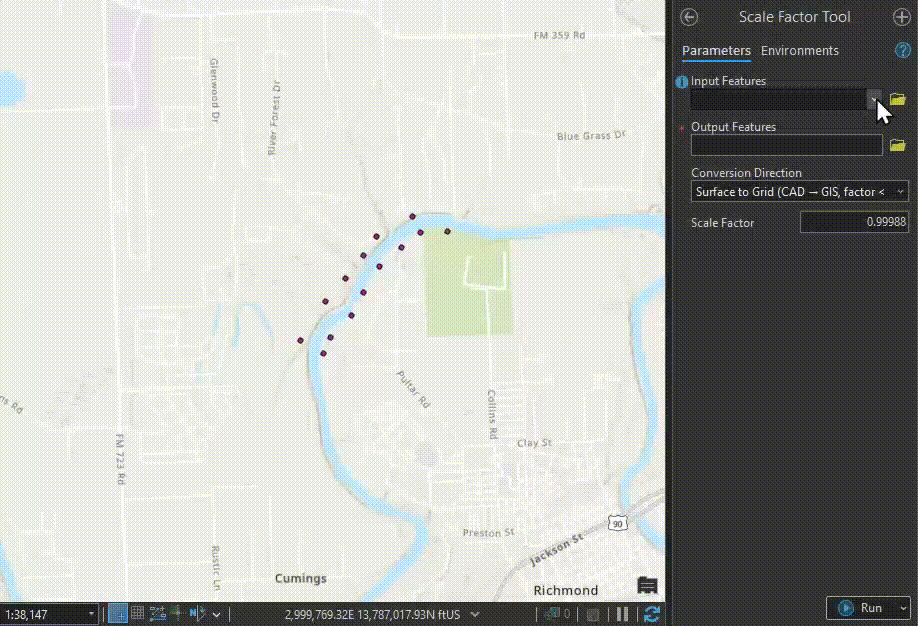 FM 359 Rd
Glenwood Dr
River Forest Dr
Blue Grass Dr
Pultar Rd
Collins Rd
ns Rd
FM 723 Rd
Clay St
90
Preston St
Jackson St
Rustic Ln
Cumings
Richmond
1:38,147
2,999,769.32E 13,787,017.93N ftUS
0
Scale Factor Tool
Parameters Environments
Input Features
Output Features
Conversion Direction
Surface to Grid (CAD → GIS, factor <
Scale Factor 0.99988
Run